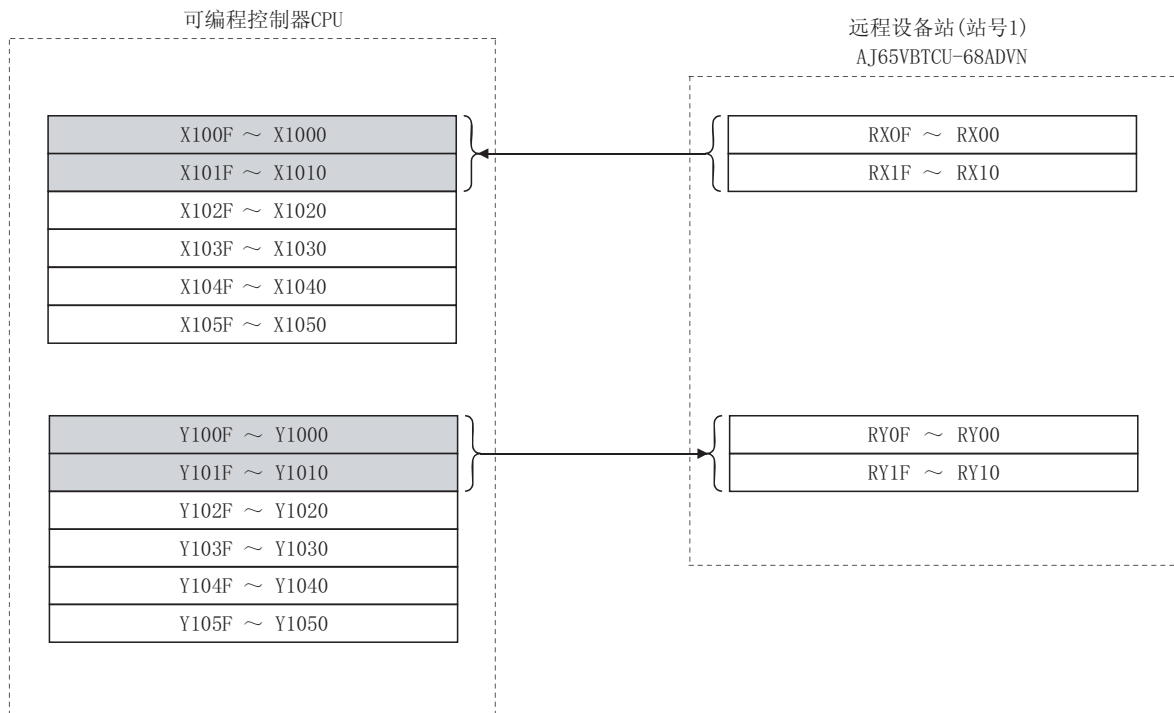 可编程控制器CPU
远程设备站(站号1)
AJ65VBTCU-68ADVN
X100F ～ X1000
X101F ～ X1010
X102F ～ X1020
X103F ～ X1030
X104F ～ X1040
X105F ～ X1050
RX0F ～ RX00
RX1F ～ RX10
Y100F ～ Y1000
Y101F ～ Y1010
Y102F ～ Y1020
Y103F ～ Y1030
Y104F ～ Y1040
Y105F ～ Y1050
RY0F ～ RY00
RY1F ～ RY10